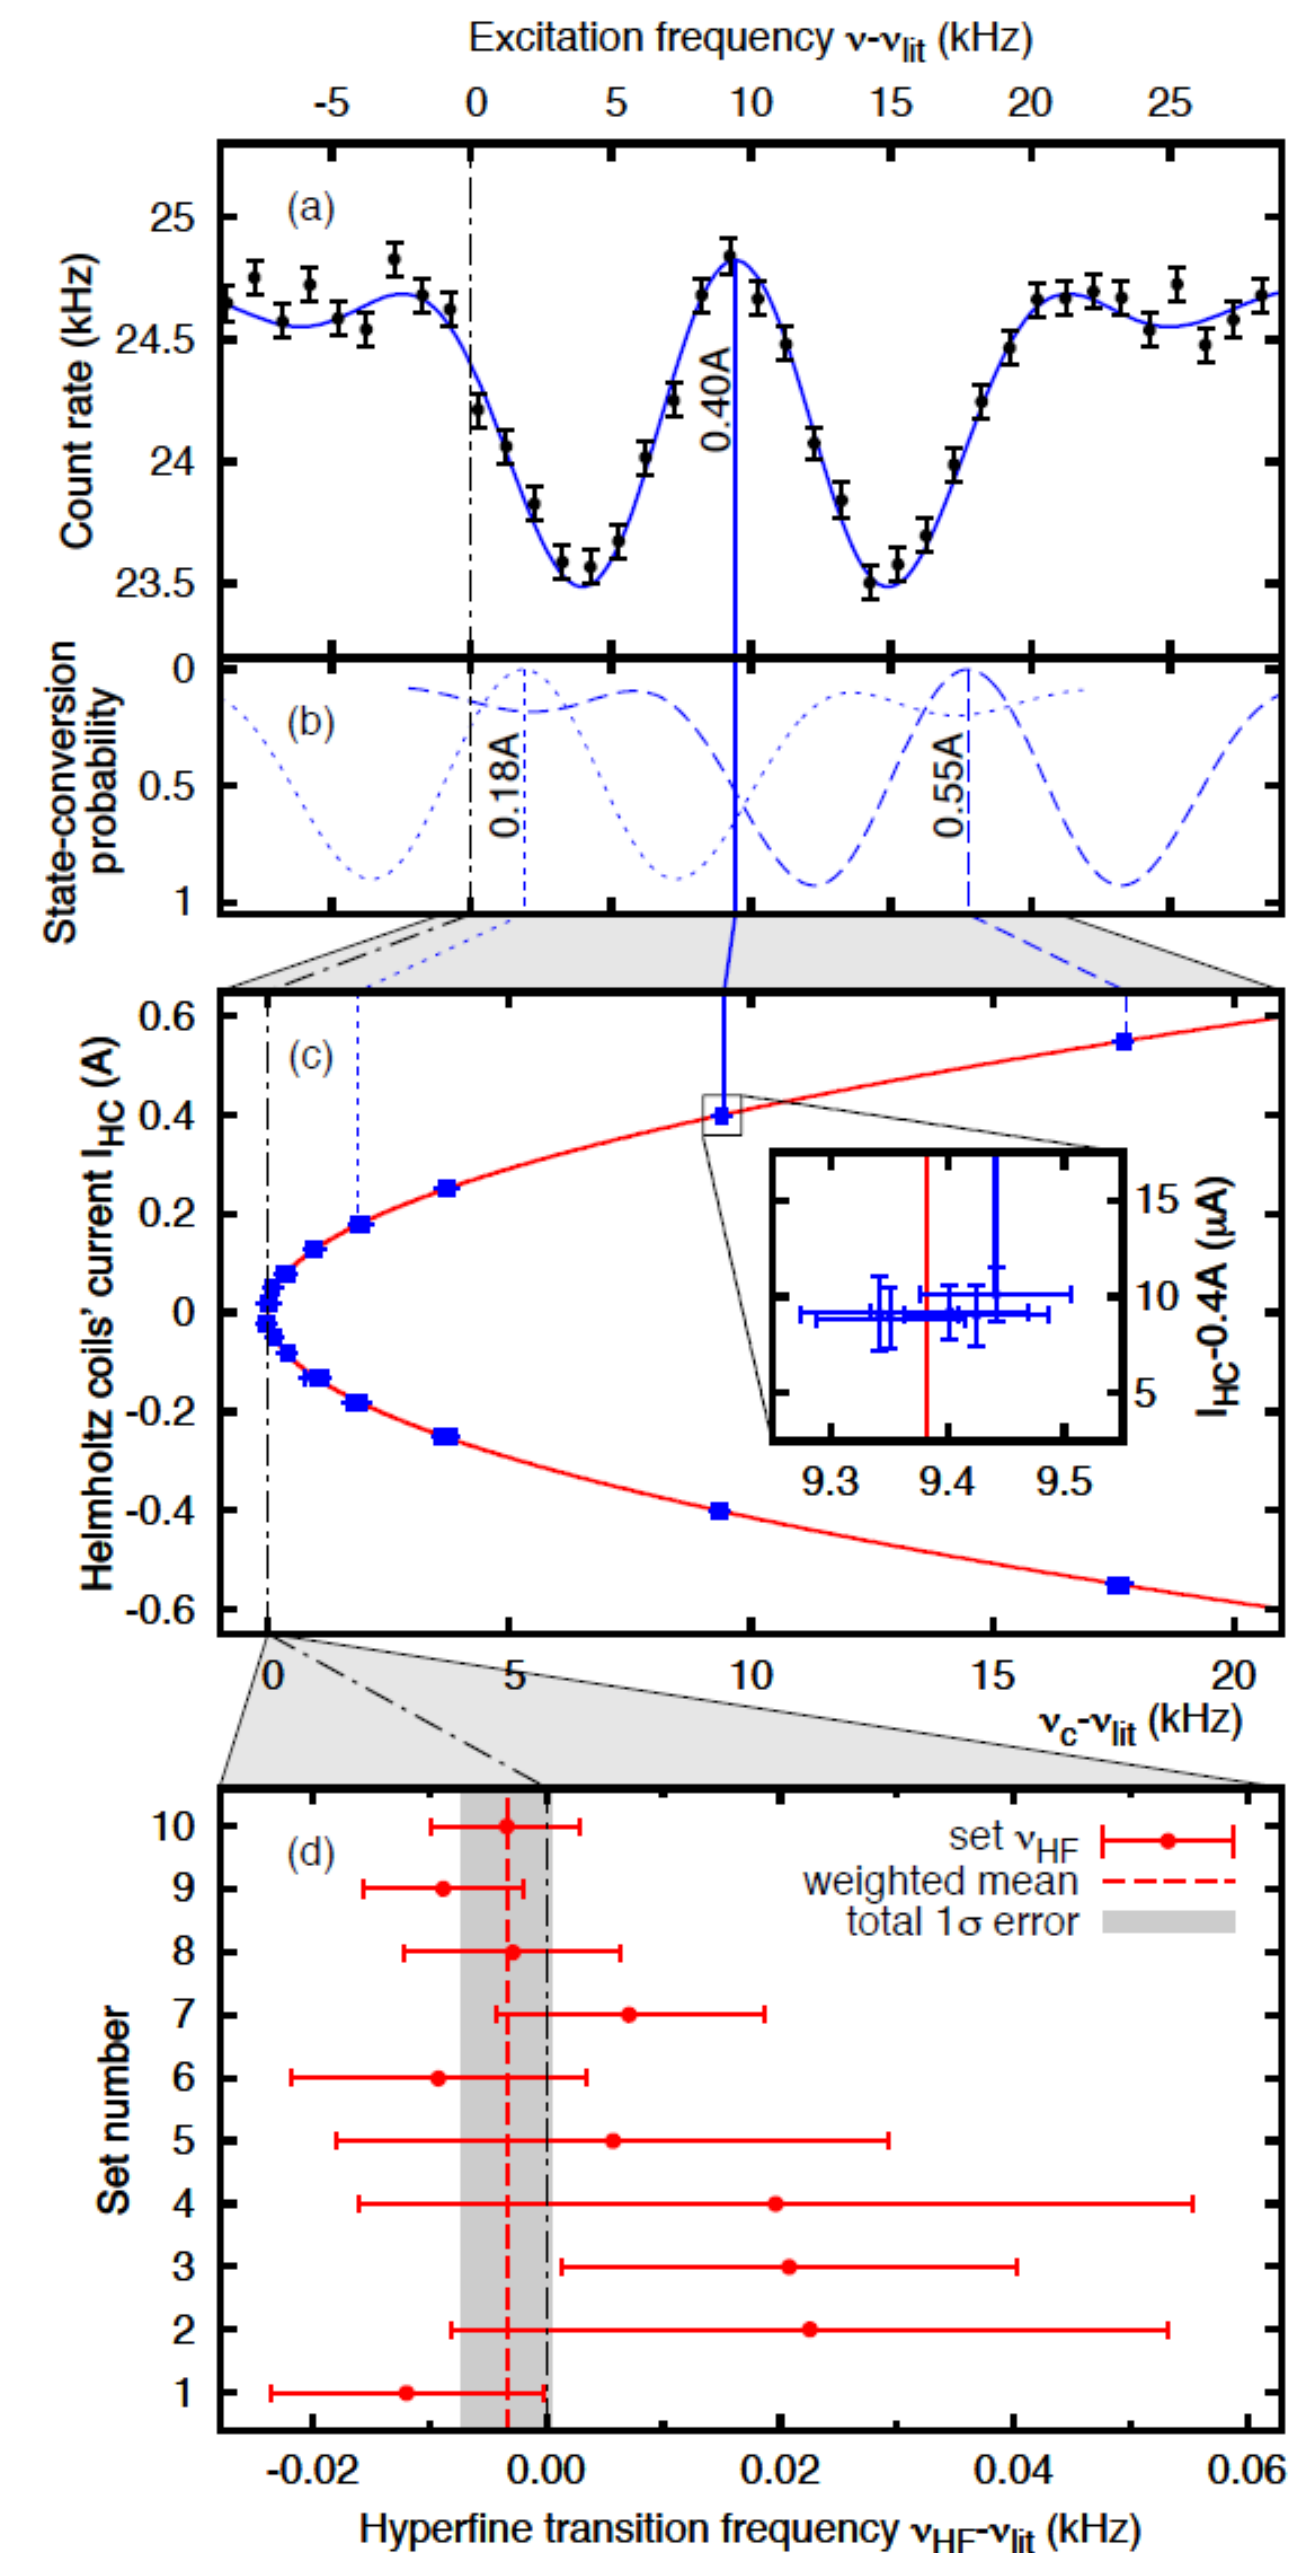 Excitation frequency ν-ν_lit (kHz)
-5 0 5 10 15 20 25
(a)
Count rate (kHz)
25
24.5
24
23.5
0.40A
State-conversion
probability
0
0.5
1
(b)
0.18A
0.55A
Helmholtz coils' current I_HC (A)
0.6
0.4
0.2
0
-0.2
-0.4
-0.6
(c)
15
10
5
I_HC-0.4A (μA)
9.3 9.4 9.5
0 5 10 15 20
ν_c-ν_lit (kHz)
Set number
10
9
8
7
6
5
4
3
2
1
(d)
set ν_HF
weighted mean
total 1σ error
-0.02 0.00 0.02 0.04 0.06
Hyperfine transition frequency ν_HF-ν_lit (kHz)